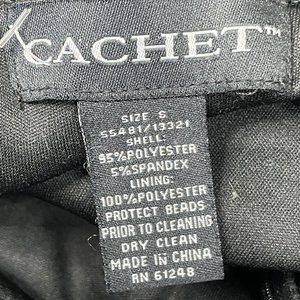 CACHET™
SIZE S
55481/13321
SHELL:
95%POLYESTER
5%SPANDEX
LINING:
100%POLYESTER
PROTECT BEADS
PRIOR TO CLEANING
DRY CLEAN
MADE IN CHINA
RN 61248